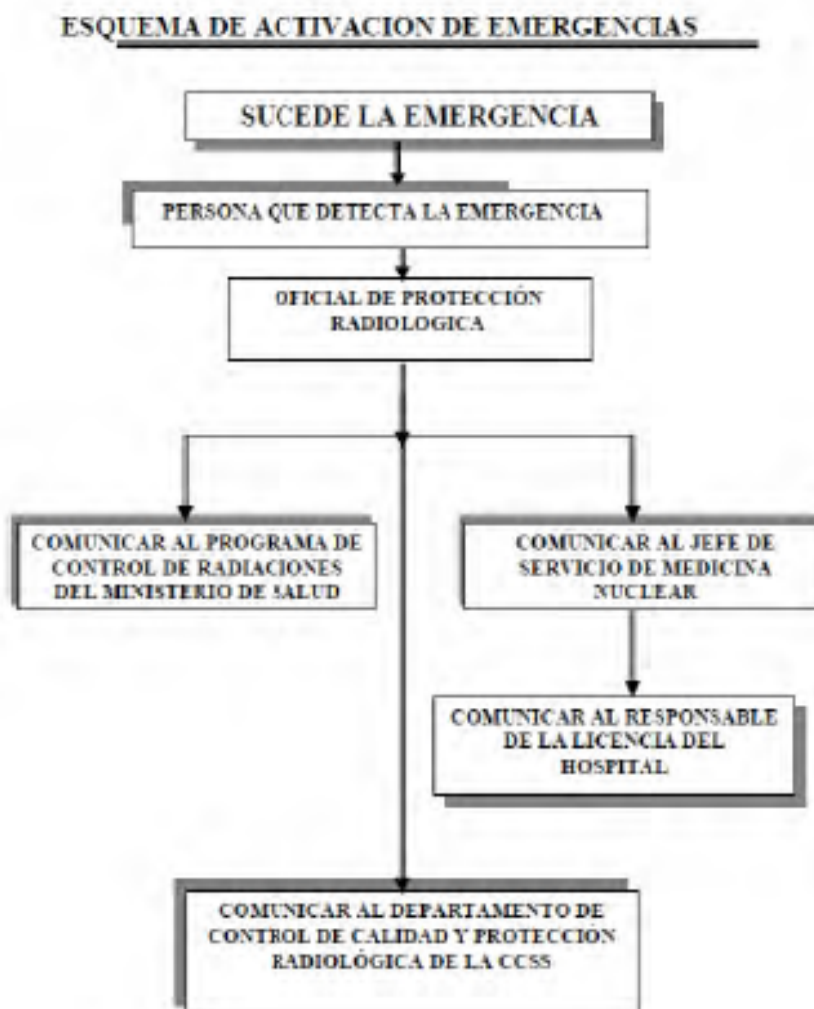 ESQUEMA DE ACTIVACION DE EMERGENCIAS
SUCEDE LA EMERGENCIA
PERSONA QUE DETECTA LA EMERGENCIA
OFICIAL DE PROTECCIÓN
RADIOLOGICA
COMUNICAR AL PROGRAMA DE
CONTROL DE RADIACIONES
DEL MINISTERIO DE SALUD
COMUNICAR AL JEFE DE
SERVICIO DE MEDICINA
NUCLEAR
COMUNICAR AL RESPONSABLE
DE LA LICENCIA DEL
HOSPITAL
COMUNICAR AL DEPARTAMENTO DE
CONTROL DE CALIDAD Y PROTECCIÓN
RADIOLÓGICA DE LA CCSS